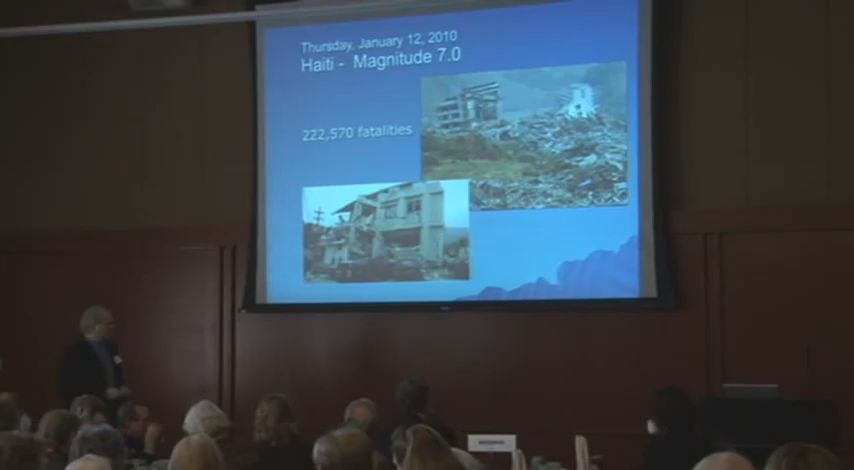 Thursday, January 12, 2010
Haiti - Magnitude 7.0
222,570 fatalities